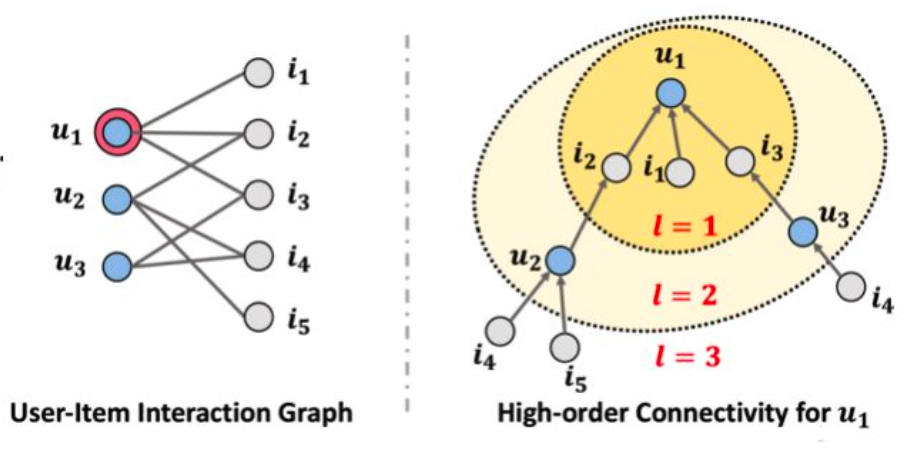 u₁
u₂
u₃
i₁
i₂
i₃
i₄
i₅
User-Item Interaction Graph
u₁
i₂
i₁
i₃
l = 1
u₂
u₃
l = 2
i₄
i₄
i₅
l = 3
High-order Connectivity for u₁